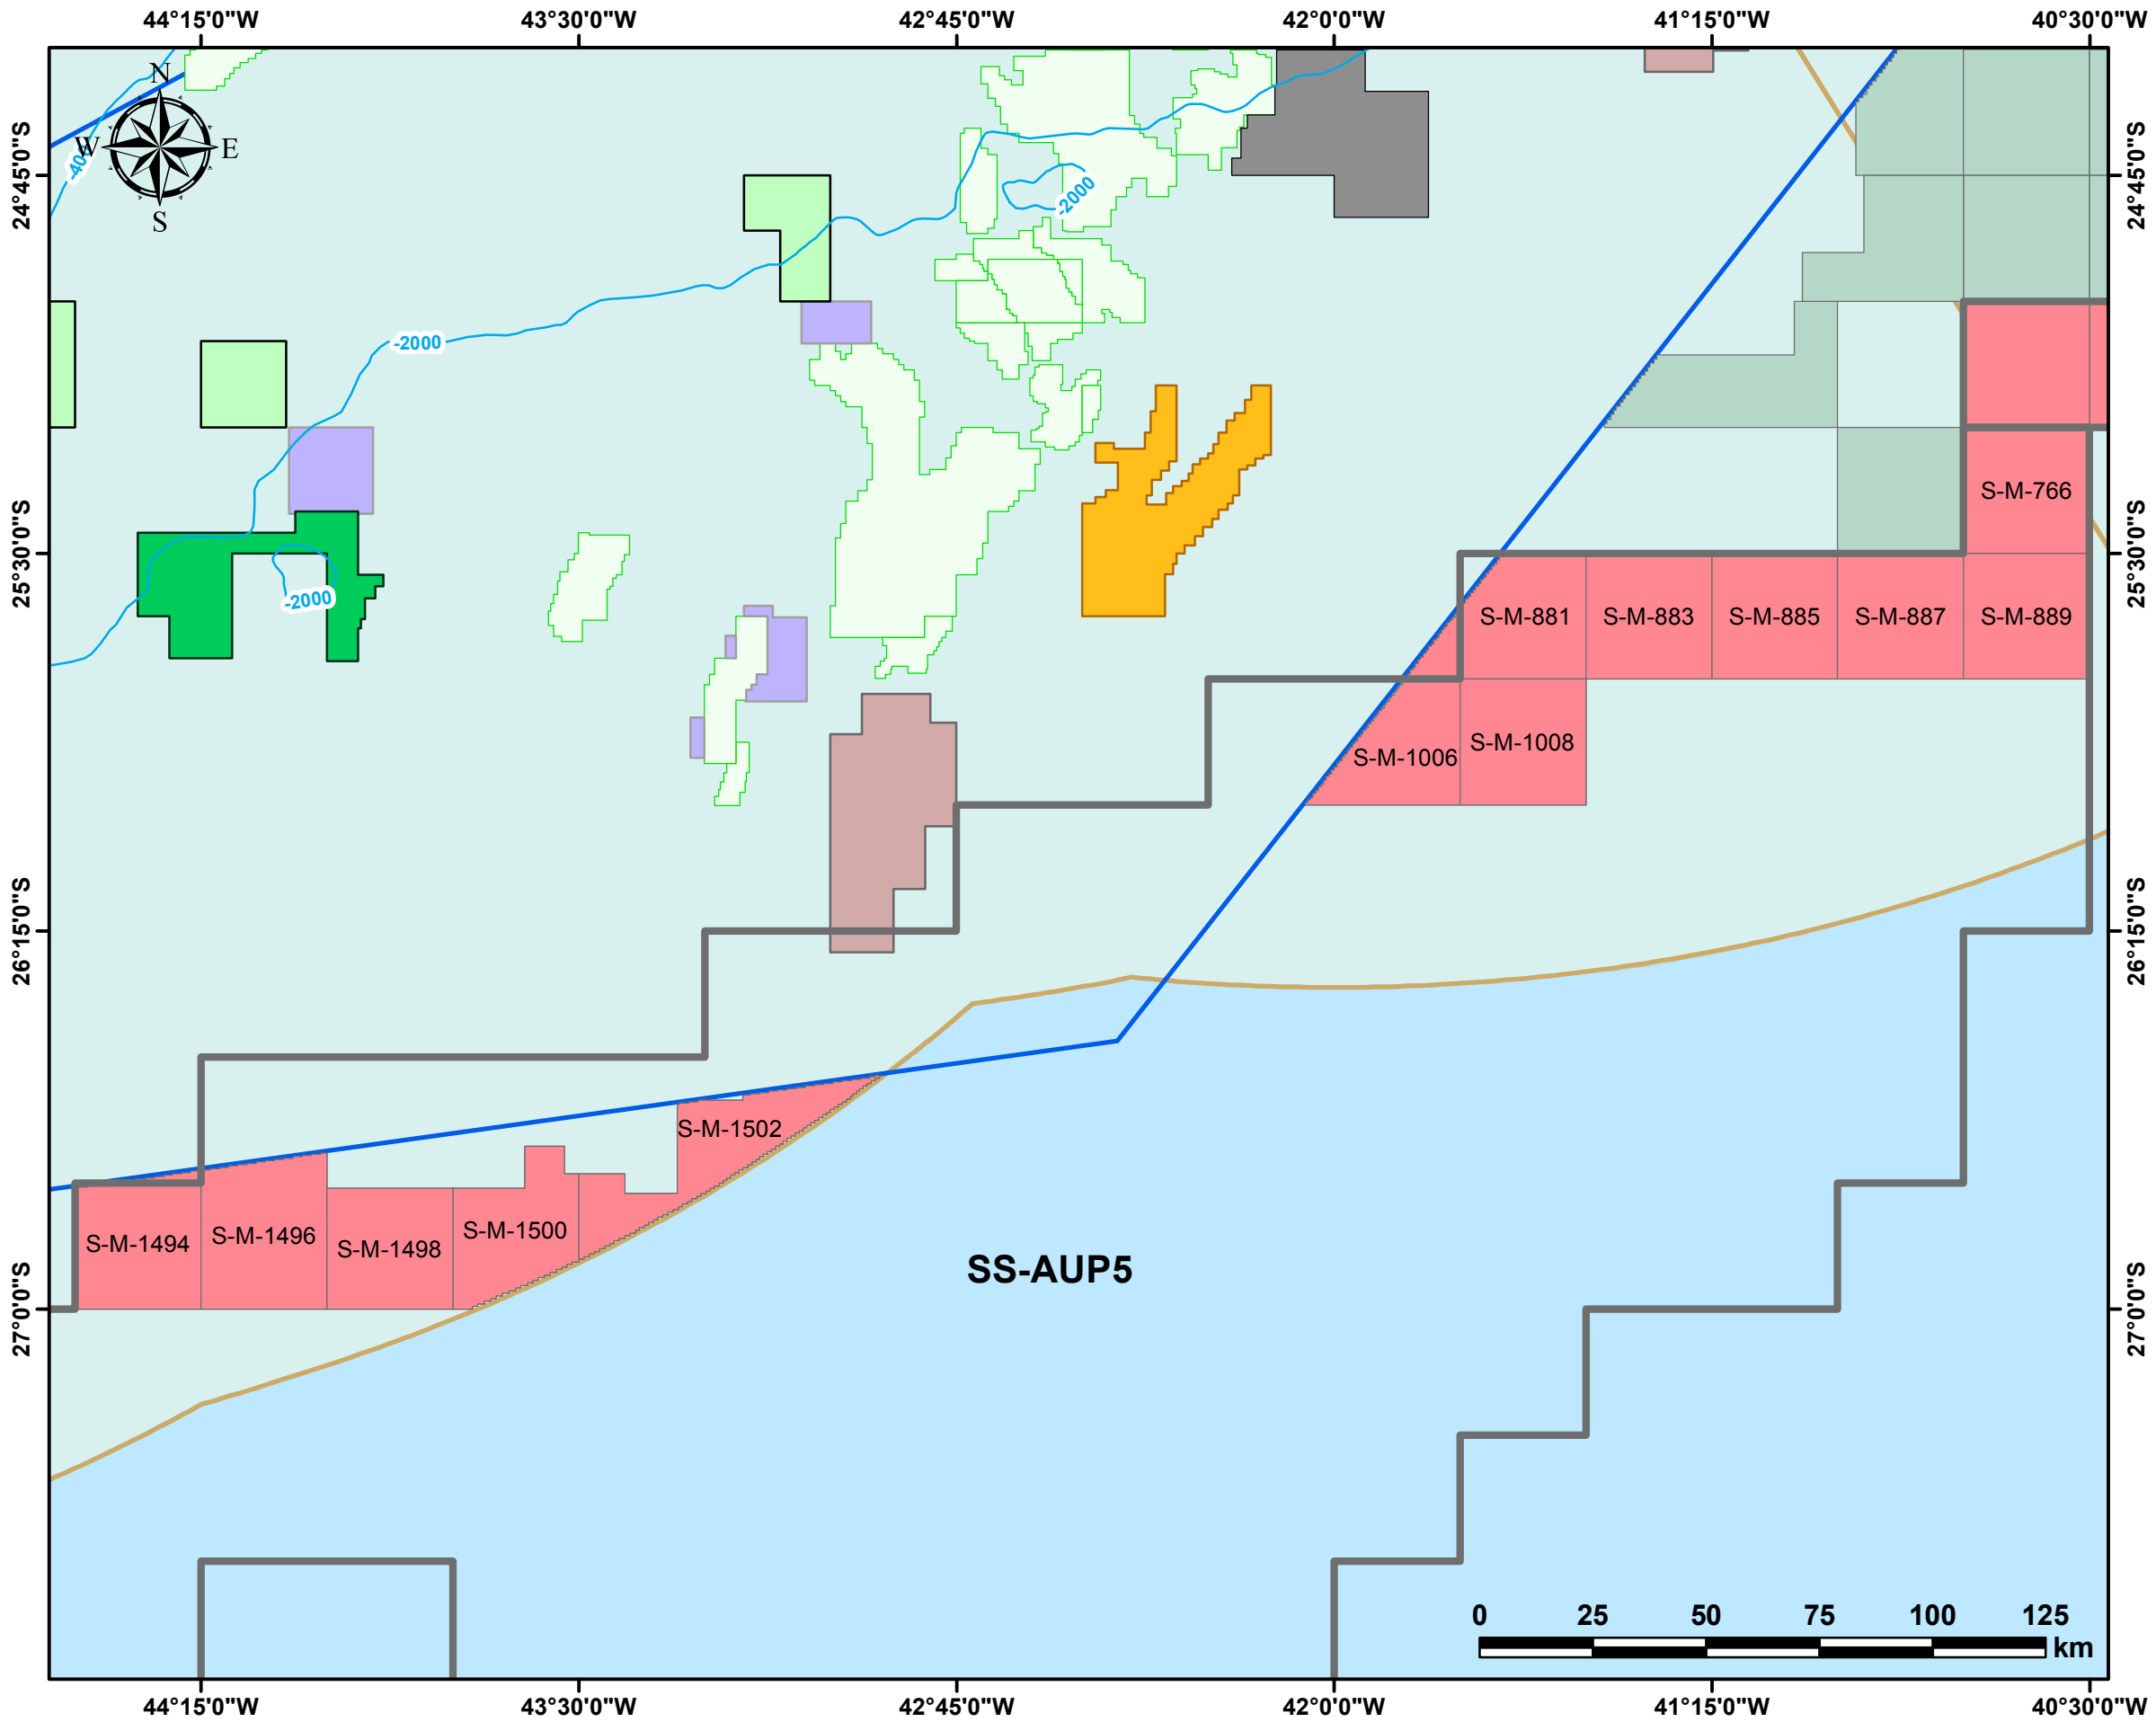 44°15'0"W 43°30'0"W 42°45'0"W 42°0'0"W 41°15'0"W 40°30'0"W
N
W E
S
-400
24°45'0"S 24°45'0"S
-2000
-2000
S-M-766
25°30'0"S 25°30'0"S
-2000
S-M-881 S-M-883 S-M-885 S-M-887 S-M-889
S-M-1006 S-M-1008
26°15'0"S 26°15'0"S
S-M-1502
S-M-1494 S-M-1496 S-M-1498 S-M-1500
SS-AUP5
27°0'0"S 27°0'0"S
0 25 50 75 100 125
km
44°15'0"W 43°30'0"W 42°45'0"W 42°0'0"W 41°15'0"W 40°30'0"W